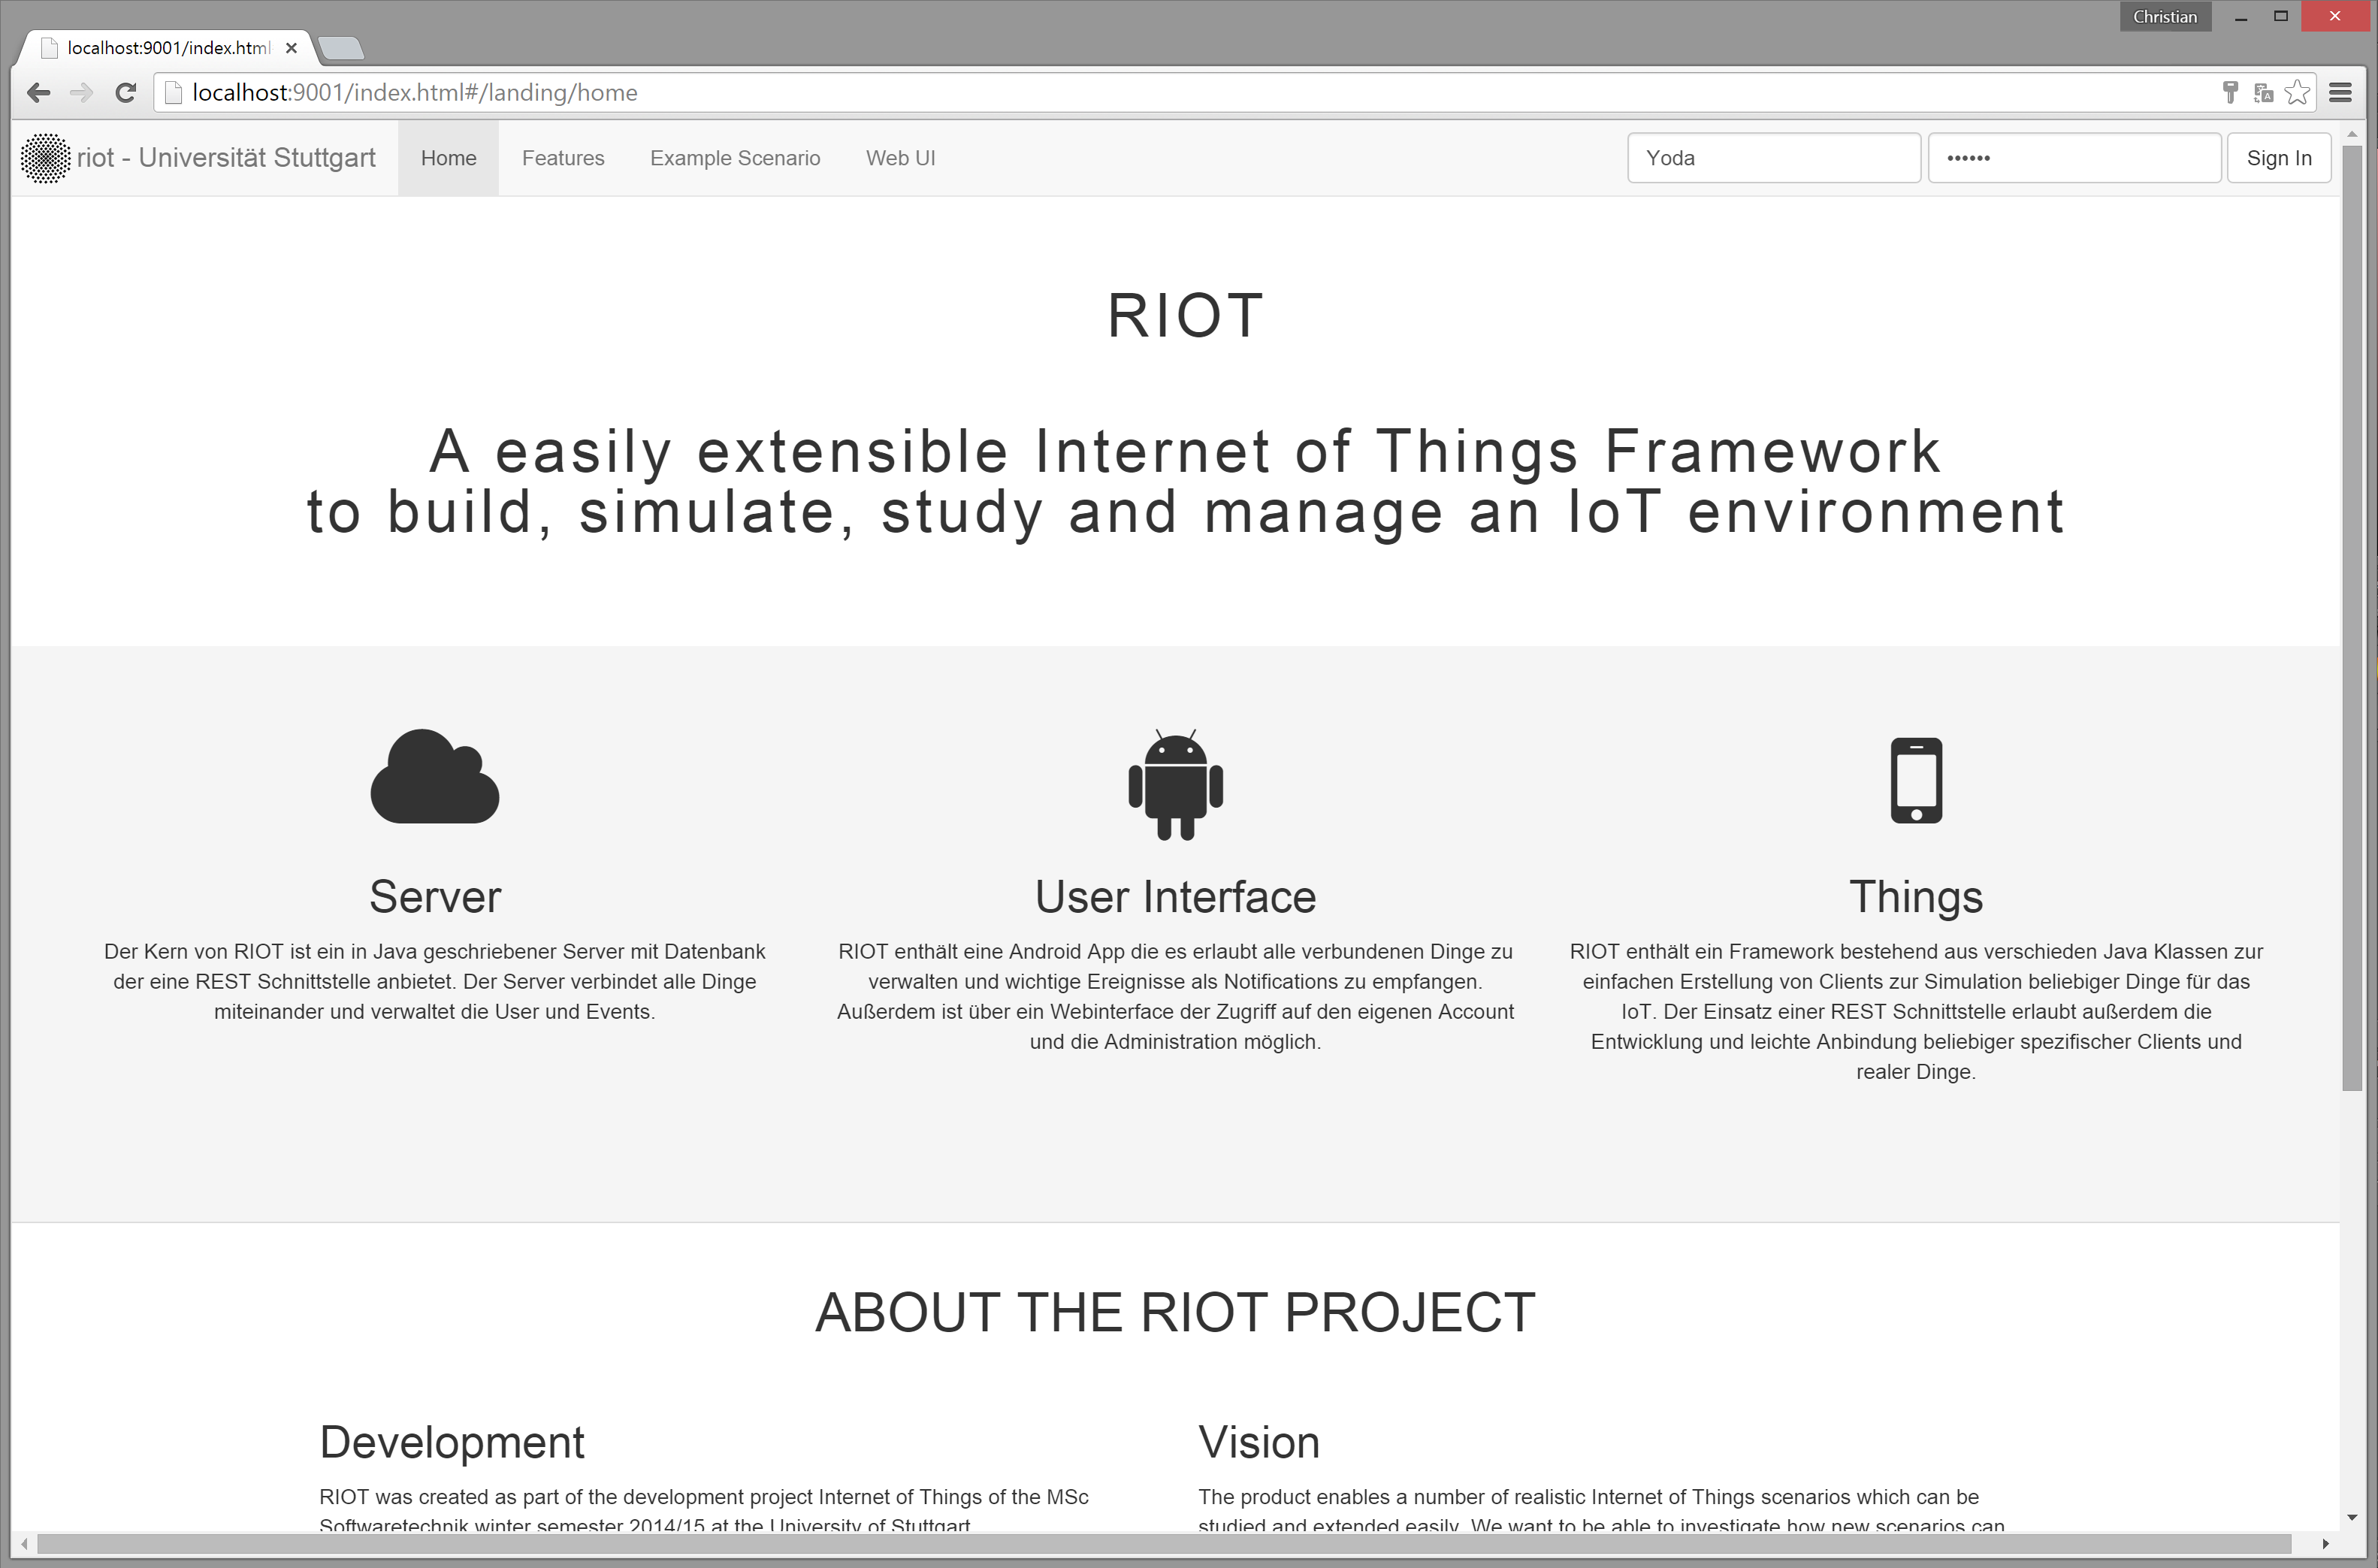 Christian
localhost:9001/index.html
localhost:9001/index.html#/landing/home
riot - Universität Stuttgart
Home
Features
Example Scenario
Web UI
Yoda
••••••
Sign In
RIOT
A easily extensible Internet of Things Framework
to build, simulate, study and manage an IoT environment
Server
Der Kern von RIOT ist ein in Java geschriebener Server mit Datenbank
der eine REST Schnittstelle anbietet. Der Server verbindet alle Dinge
miteinander und verwaltet die User und Events.
User Interface
RIOT enthält eine Android App die es erlaubt alle verbundenen Dinge zu
verwalten und wichtige Ereignisse als Notifications zu empfangen.
Außerdem ist über ein Webinterface der Zugriff auf den eigenen Account
und die Administration möglich.
Things
RIOT enthält ein Framework bestehend aus verschieden Java Klassen zur
einfachen Erstellung von Clients zur Simulation beliebiger Dinge für das
IoT. Der Einsatz einer REST Schnittstelle erlaubt außerdem die
Entwicklung und leichte Anbindung beliebiger spezifischer Clients und
realer Dinge.
ABOUT THE RIOT PROJECT
Development
RIOT was created as part of the development project Internet of Things of the MSc
Softwaretechnik winter semester 2014/15 at the University of Stuttgart
Vision
The product enables a number of realistic Internet of Things scenarios which can be
studied and extended easily. We want to be able to investigate how new scenarios can